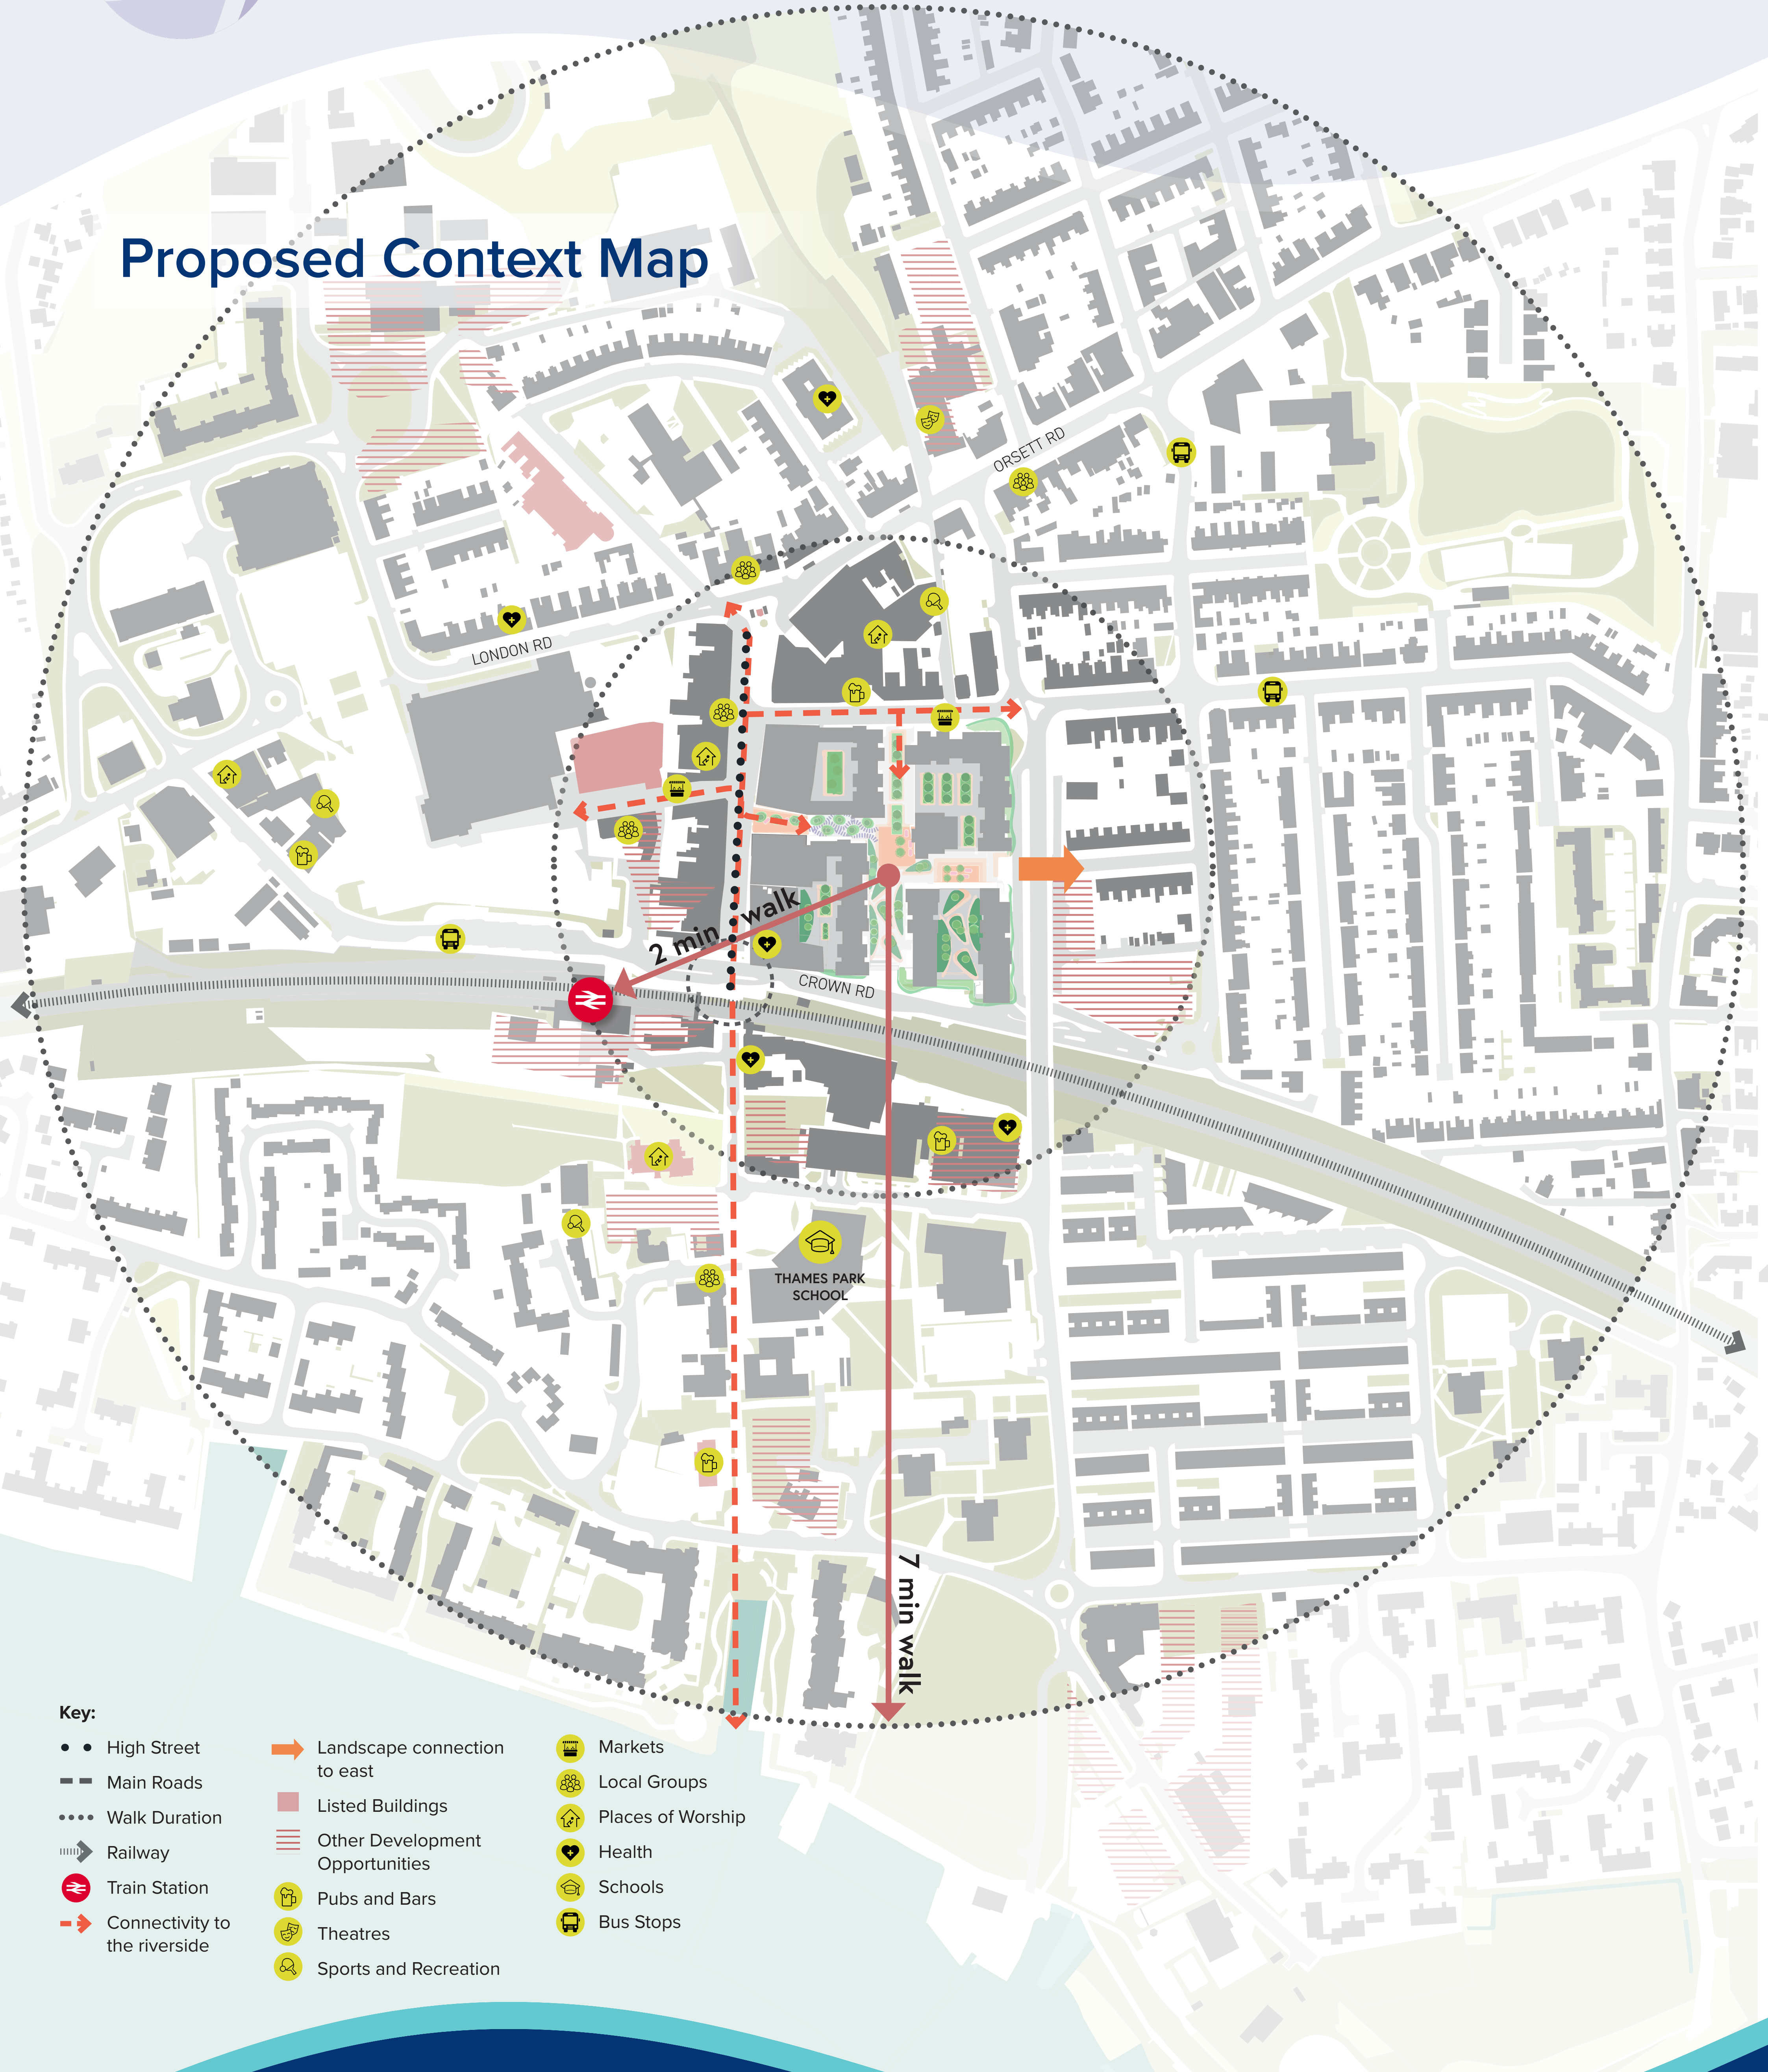 Proposed Context Map
ORSETT RD
LONDON RD
2 min walk
CROWN RD
THAMES PARK
SCHOOL
7 min walk
Key:
High Street
Main Roads
Walk Duration
Railway
Train Station
Connectivity to
the riverside
Landscape connection
to east
Listed Buildings
Other Development
Opportunities
Pubs and Bars
Theatres
Sports and Recreation
Markets
Local Groups
Places of Worship
Health
Schools
Bus Stops